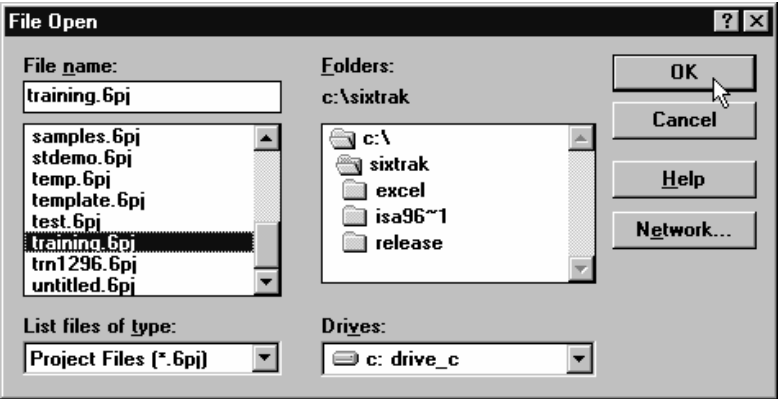 File Open
File name:
training.6pj
samples.6pj
stdemo.6pj
temp.6pj
template.6pj
test.6pj
training.6pj
trn1296.6pj
untitled.6pj
List files of type:
Project Files (*.6pj)
Folders:
c:\sixtrak
c:\
sixtrak
excel
isa96~1
release
Drives:
c: drive_c
OK
Cancel
Help
Network...